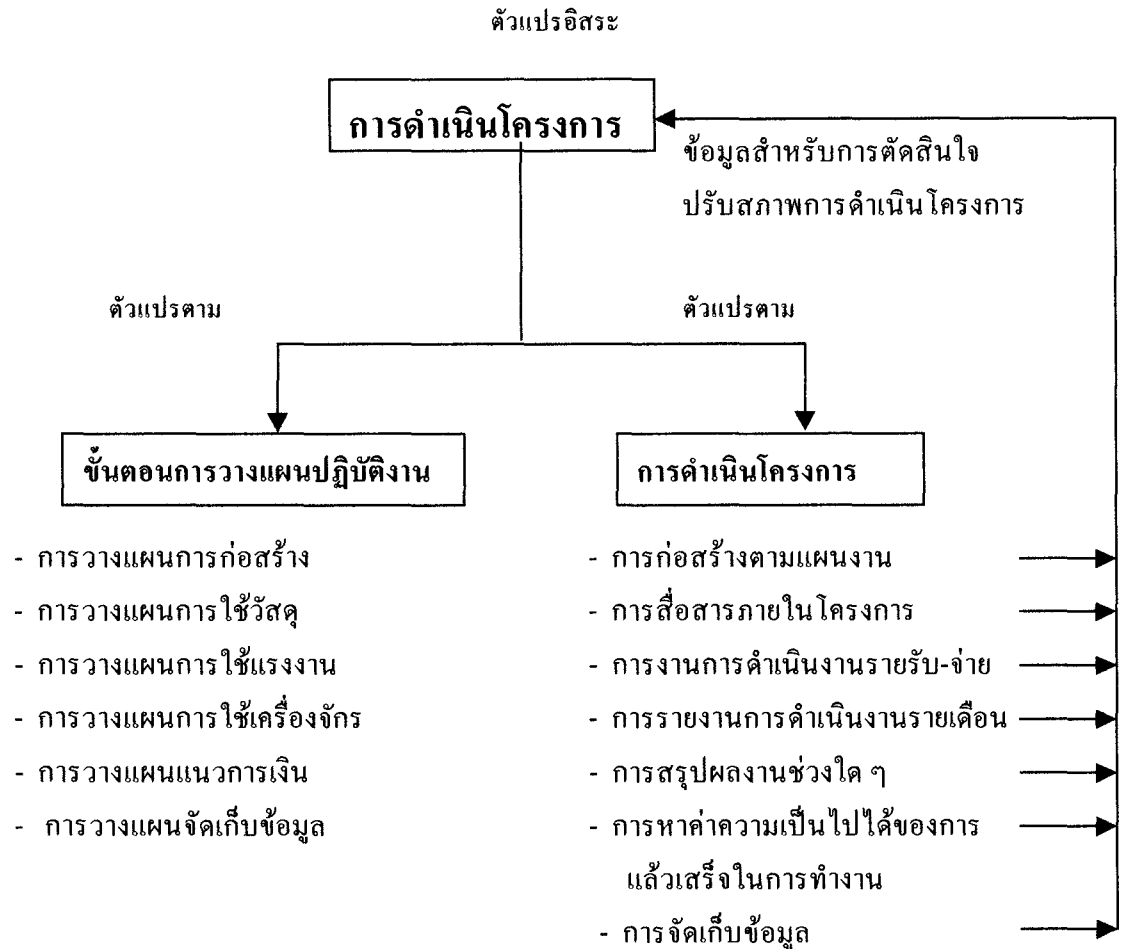 ตัวแปรอิสระ
การดำเนินโครงการ
ข้อมูลสำหรับการตัดสินใจ
ปรับสภาพการดำเนินโครงการ
ตัวแปรตาม
ตัวแปรตาม
ขั้นตอนการวางแผนปฏิบัติงาน
- การวางแผนการก่อสร้าง
- การวางแผนการใช้วัสดุ
- การวางแผนการใช้แรงงาน
- การวางแผนการใช้เครื่องจักร
- การวางแผนแนวการเงิน
- การวางแผนจัดเก็บข้อมูล
การดำเนินโครงการ
- การก่อสร้างตามแผนงาน
- การสื่อสารภายในโครงการ
- การงานการดำเนินงานรายรับ-จ่าย
- การรายงานการดำเนินงานรายเดือน
- การสรุปผลงานช่วงใด ๆ
- การหาค่าความเป็นไปได้ของการ
แล้วเสร็จในการทำงาน
- การจัดเก็บข้อมูล